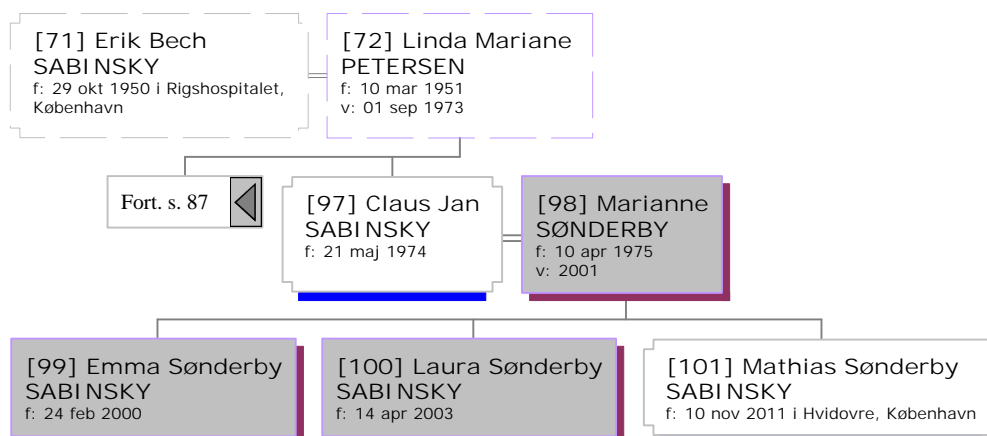 [71] Erik Bech
SABINSKY
f: 29 okt 1950 i Rigshospitalet,
København
[72] Linda Mariane
PETERSEN
f: 10 mar 1951
v: 01 sep 1973
Fort. s. 87
[97] Claus Jan
SABINSKY
f: 21 maj 1974
[98] Marianne
SØNDERBY
f: 10 apr 1975
v: 2001
[99] Emma Sønderby
SABINSKY
f: 24 feb 2000
[100] Laura Sønderby
SABINSKY
f: 14 apr 2003
[101] Mathias Sønderby
SABINSKY
f: 10 nov 2011 i Hvidovre, København